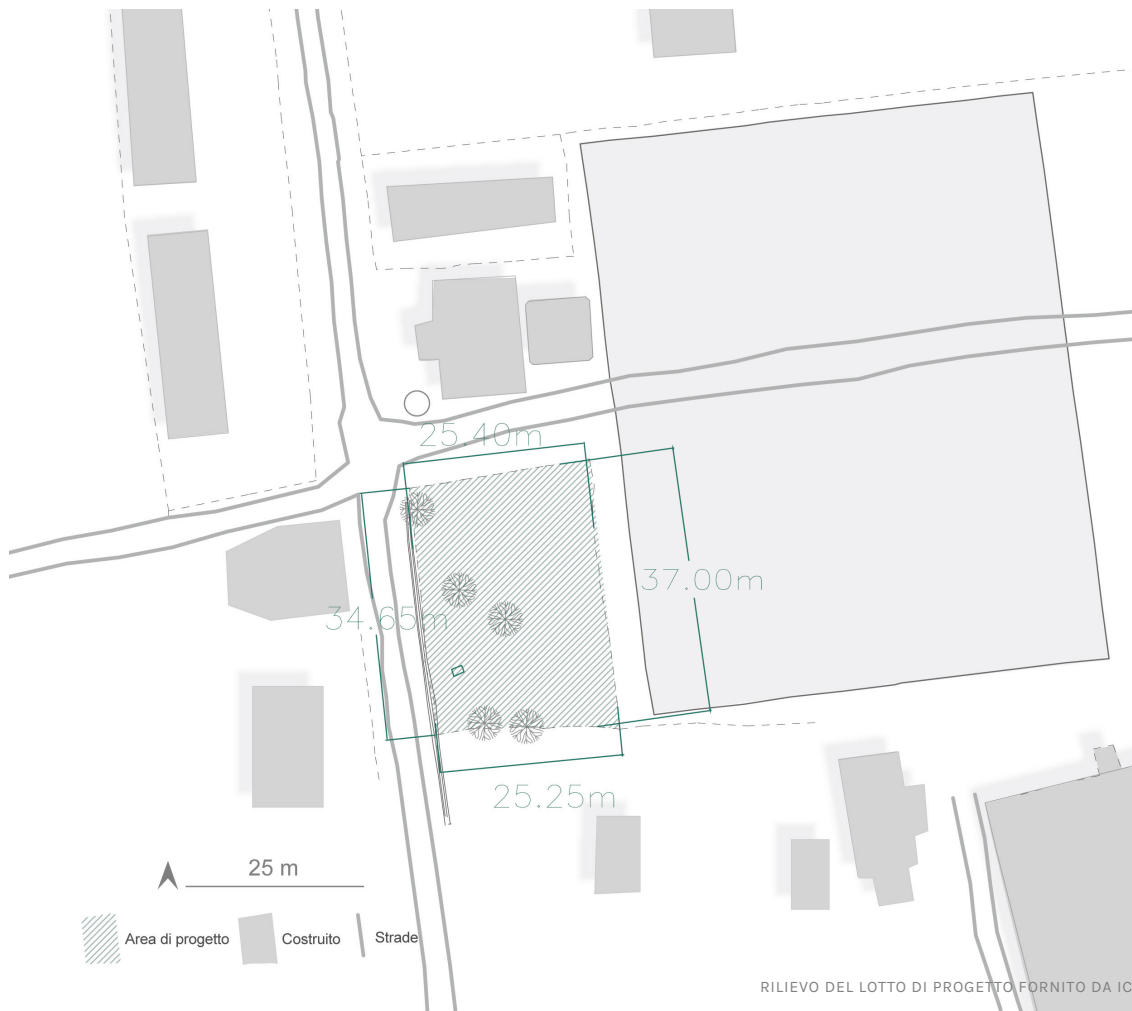 25.40m
37.00m
34.65m
25.25m
25 m
Area di progetto
Costruito
Strade
RILIEVO DEL LOTTO DI PROGETTO FORNITO DA IC